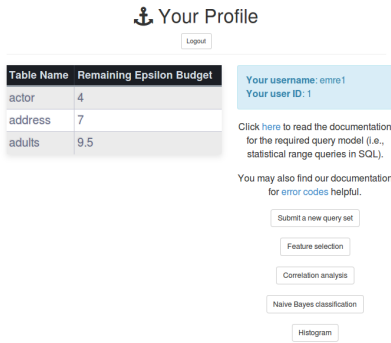 Your Profile
Logout
Table Name Remaining Epsilon Budget
actor 4
address 7
adults 9.5
Your username: emre1
Your user ID: 1
Click here to read the documentation
for the required query model (i.e.,
statistical range queries in SQL).
You may also find our documentation
for error codes helpful.
Submit a new query set
Feature selection
Correlation analysis
Naive Bayes classification
Histogram